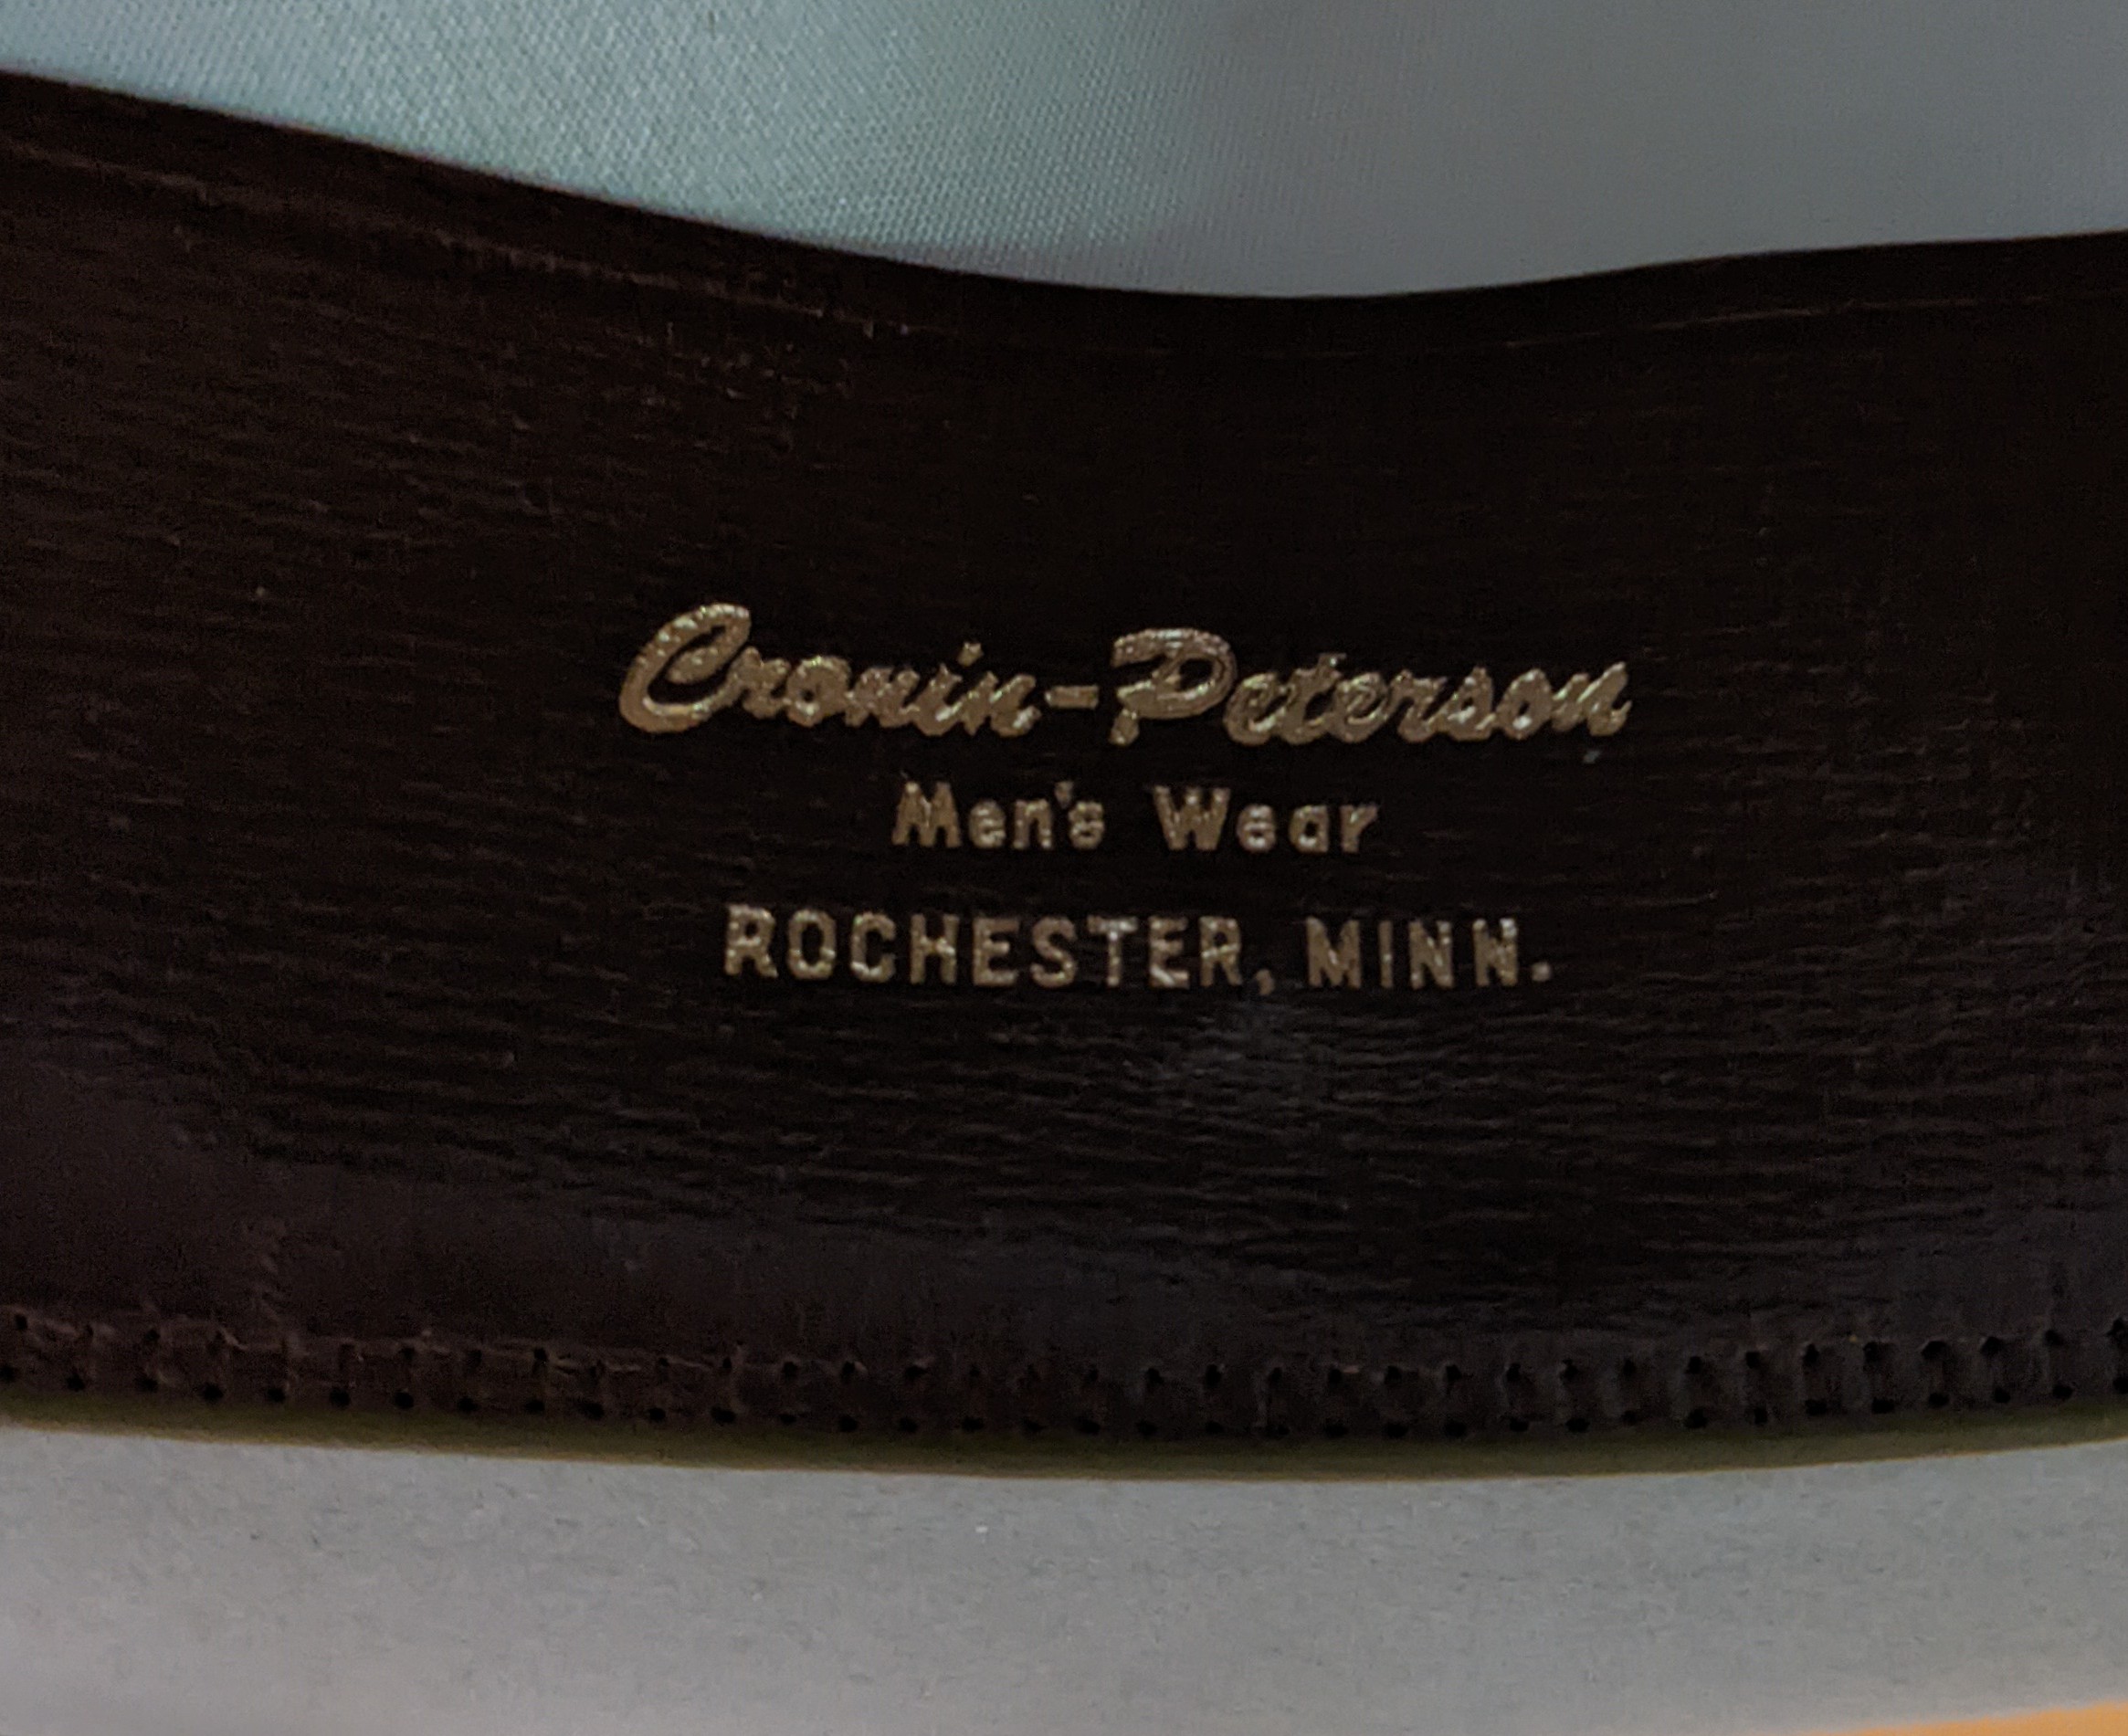 Cronin-Peterson
Men's Wear
ROCHESTER, MINN.